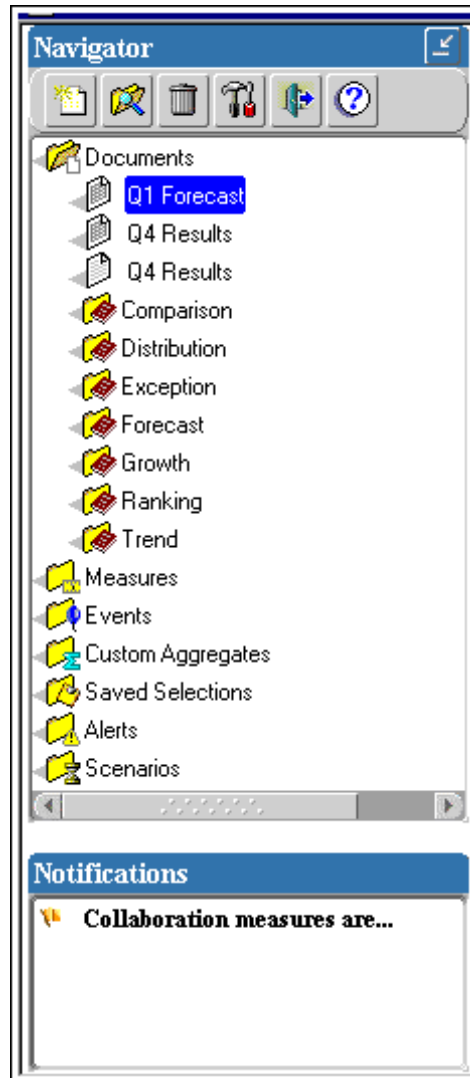 Navigator
Documents
Q1 Forecast
Q4 Results
Q4 Results
Comparison
Distribution
Exception
Forecast
Growth
Ranking
Trend
Measures
Events
Custom Aggregates
Saved Selections
Alerts
Scenarios
Notifications
Collaboration measures are...